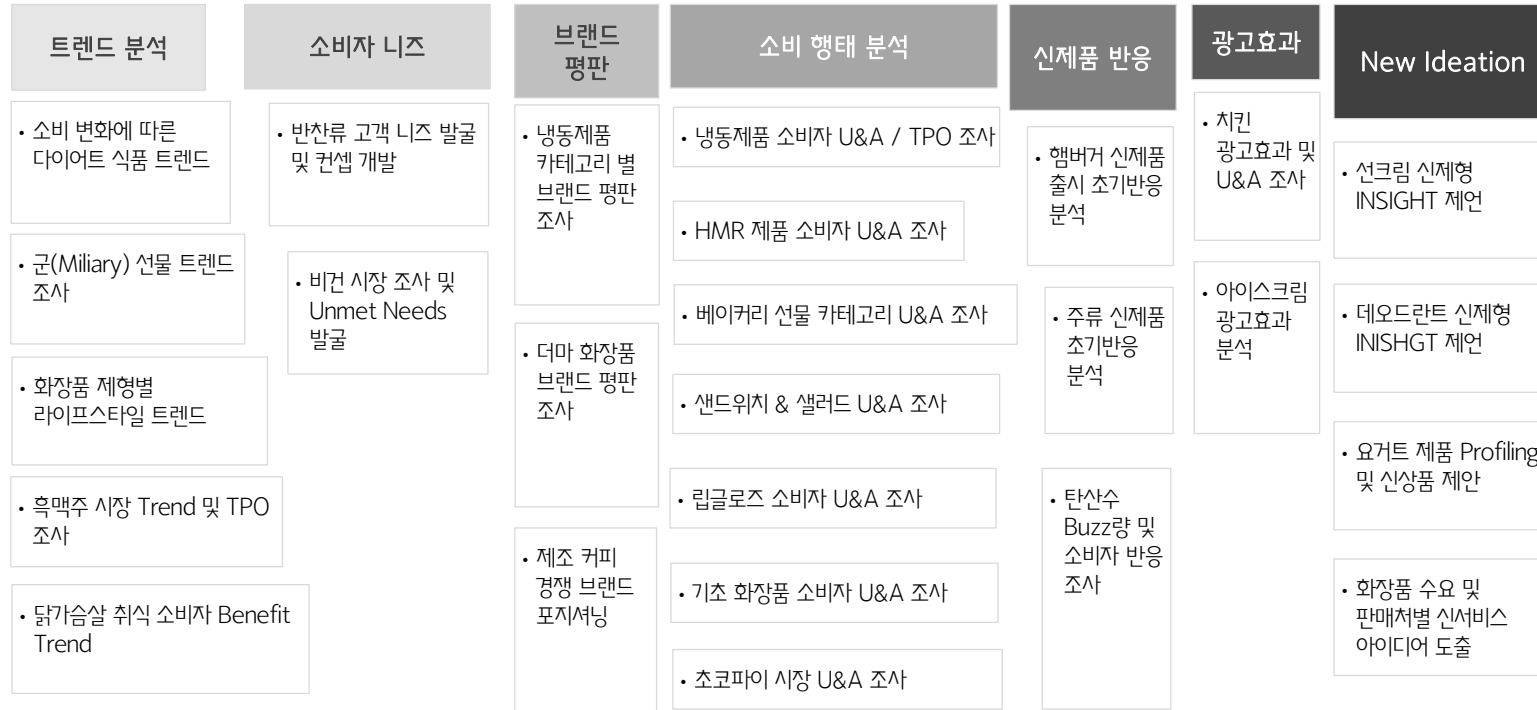 트렌드 분석
• 소비 변화에 따른
다이어트 식품 트렌드
• 군(Miliary) 선물 트렌드
조사
• 화장품 제형별
라이프스타일 트렌드
• 흑맥주 시장 Trend 및 TPO
조사
• 닭가슴살 취식 소비자 Benefit
Trend
소비자 니즈
• 반찬류 고객 니즈 발굴
및 컨셉 개발
• 비건 시장 조사 및
Unmet Needs
발굴
브랜드
평판
• 냉동제품
카테고리 별
브랜드 평판
조사
• 더마 화장품
브랜드 평판
조사
• 제조 커피
경쟁 브랜드
포지셔닝
소비 행태 분석
• 냉동제품 소비자 U&A / TPO 조사
• HMR 제품 소비자 U&A 조사
• 베이커리 선물 카테고리 U&A 조사
• 샌드위치 & 샐러드 U&A 조사
• 립글로즈 소비자 U&A 조사
• 기초 화장품 소비자 U&A 조사
• 초코파이 시장 U&A 조사
신제품 반응
• 햄버거 신제품
출시 초기반응
분석
• 주류 신제품
초기반응
분석
• 탄산수
Buzz량 및
소비자 반응
조사
광고효과
• 치킨
광고효과 및
U&A 조사
• 아이스크림
광고효과
분석
New Ideation
• 선크림 신제형
INSIGHT 제언
• 데오드란트 신제형
INISHGT 제언
• 요거트 제품 Profiling
및 신상품 제안
• 화장품 수요 및
판매처별 신서비스
아이디어 도출